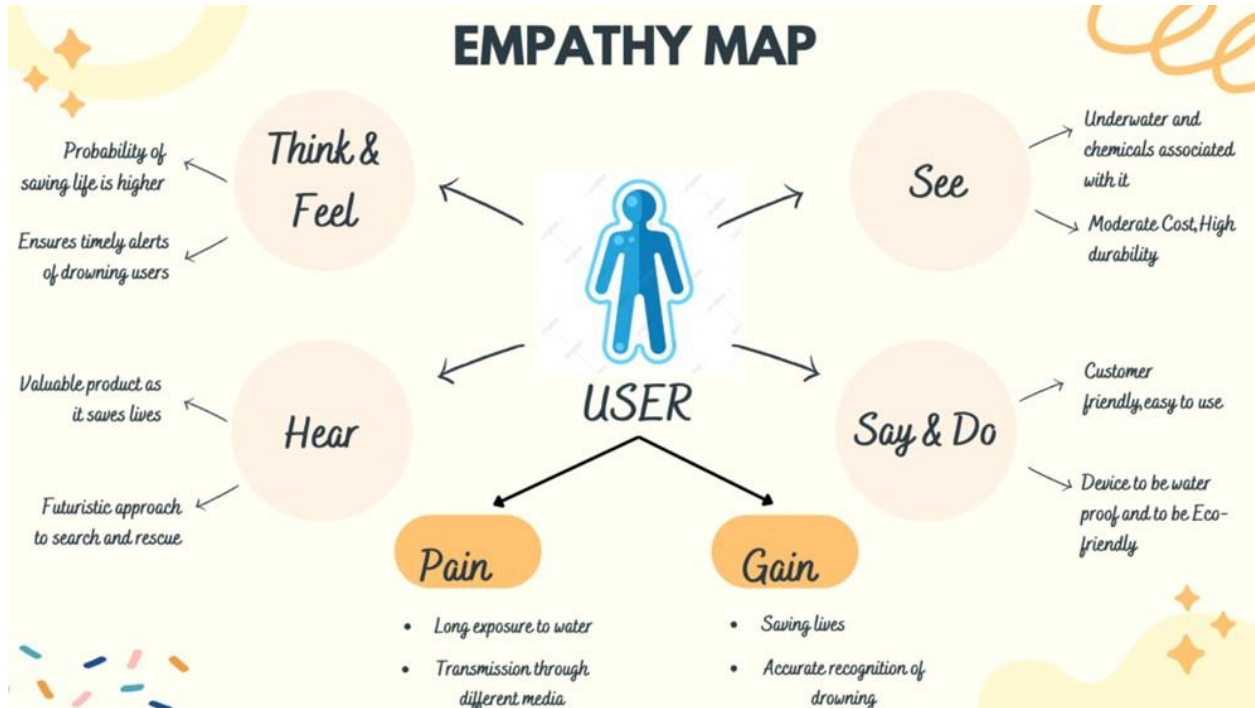 EMPATHY MAP
Think &
Feel
Probability of
saving life is higher
Ensures timely alerts
of drowning users
See
Underwater and
chemicals associated
with it
Moderate Cost,High
durability
Hear
Valuable product as
it saves lives
Futuristic approach
to search and rescue
USER
Say & Do
Customer
friendly,easy to use
Device to be water
proof and to be Eco-
friendly
Pain
• Long exposure to water
• Transmission through
different media
Gain
• Saving lives
• Accurate recognition of
drowning